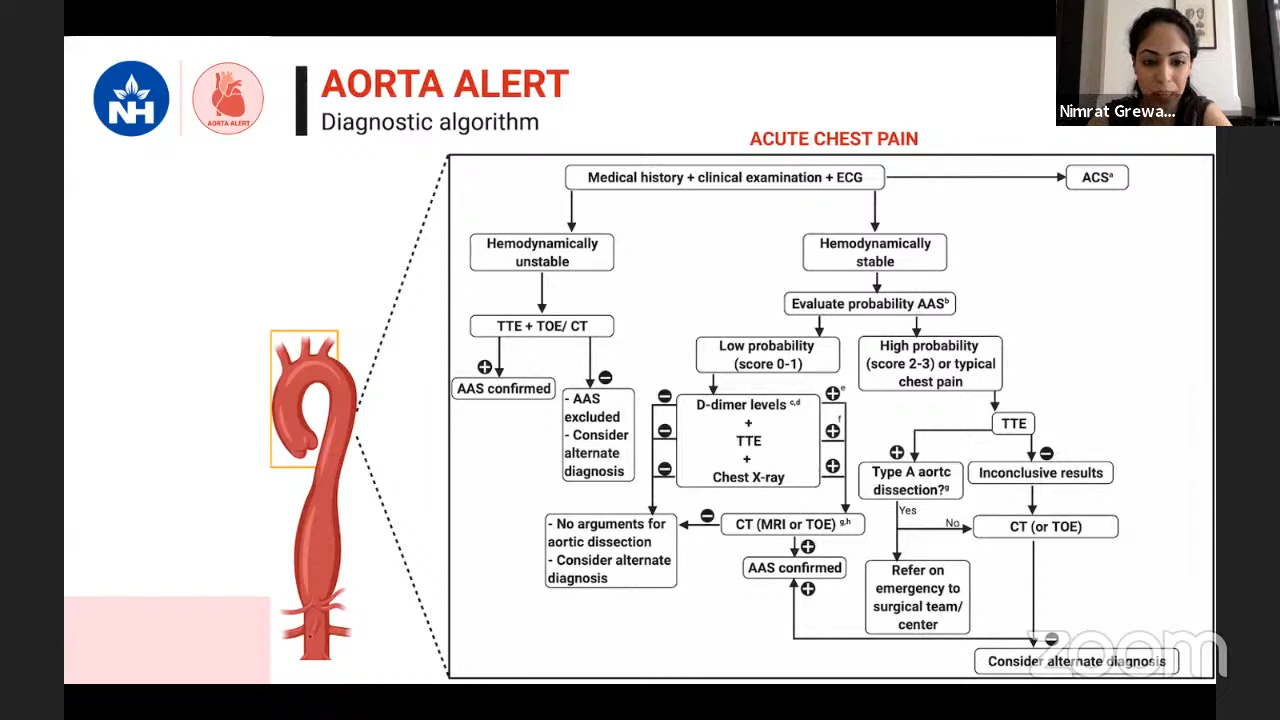 Nimrat Grewa...
NH
AORTA ALERT
AORTA ALERT
Diagnostic algorithm
ACUTE CHEST PAIN
Medical history + clinical examination + ECG
ACSª
Hemodynamically
unstable
Hemodynamically
stable
Evaluate probability AASᵇ
TTE + TOE/ CT
Low probability
(score 0-1)
High probability
(score 2-3) or typical
chest pain
AAS confirmed
- AAS
excluded
- Consider
alternate
diagnosis
D-dimer levels ᶜ,ᵈ
+
TTE
+
Chest X-ray
e
f
TTE
Type A aortc
dissection?ᵍ
Inconclusive results
Yes
No
- No arguments for
aortic dissection
- Consider alternate
diagnosis
CT (MRI or TOE) ᵍ,ʰ
CT (or TOE)
AAS confirmed
Refer on
emergency to
surgical team/
center
Consider alternate diagnosis
zoom